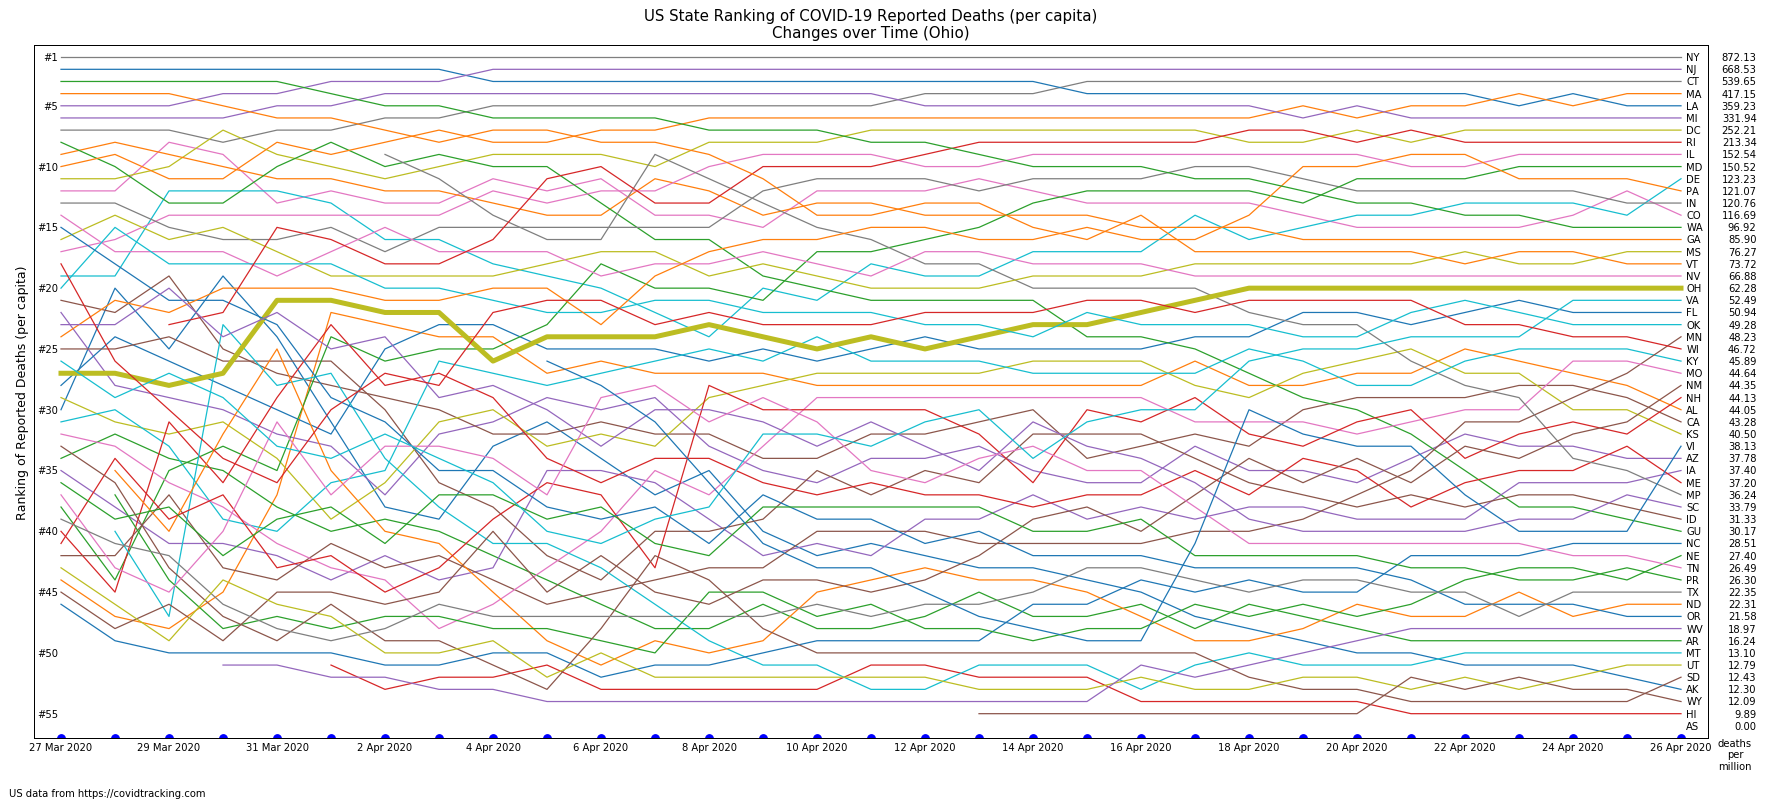 US State Ranking of COVID-19 Reported Deaths (per capita)
Changes over Time (Ohio)
Ranking of Reported Deaths (per capita)
#1
#5
#10
#15
#20
#25
#30
#35
#40
#45
#50
#55
NY 872.13
NJ 668.53
CT 539.65
MA 417.15
LA 359.23
MI 331.94
DC 252.21
RI 213.34
IL 152.54
MD 150.52
DE 123.23
PA 121.07
IN 120.76
CO 116.69
WA 96.92
GA 85.90
MS 76.27
VT 73.72
NV 66.88
OH 62.28
VA 52.49
FL 50.94
OK 49.28
MN 48.23
WI 46.72
KY 45.89
MO 44.64
NM 44.35
NH 44.13
AL 44.05
CA 43.28
KS 40.50
VI 38.13
AZ 37.78
IA 37.40
ME 37.20
MP 36.24
SC 33.79
ID 31.33
GU 30.17
NC 28.51
NE 27.40
TN 26.49
PR 26.30
TX 22.35
ND 22.31
OR 21.58
WV 18.97
AR 16.24
MT 13.10
UT 12.79
SD 12.43
AK 12.30
WY 12.09
HI 9.89
AS 0.00
27 Mar 2020 29 Mar 2020 31 Mar 2020 2 Apr 2020 4 Apr 2020 6 Apr 2020 8 Apr 2020 10 Apr 2020 12 Apr 2020 14 Apr 2020 16 Apr 2020 18 Apr 2020 20 Apr 2020 22 Apr 2020 24 Apr 2020 26 Apr 2020
deaths
per
million
US data from https://covidtracking.com